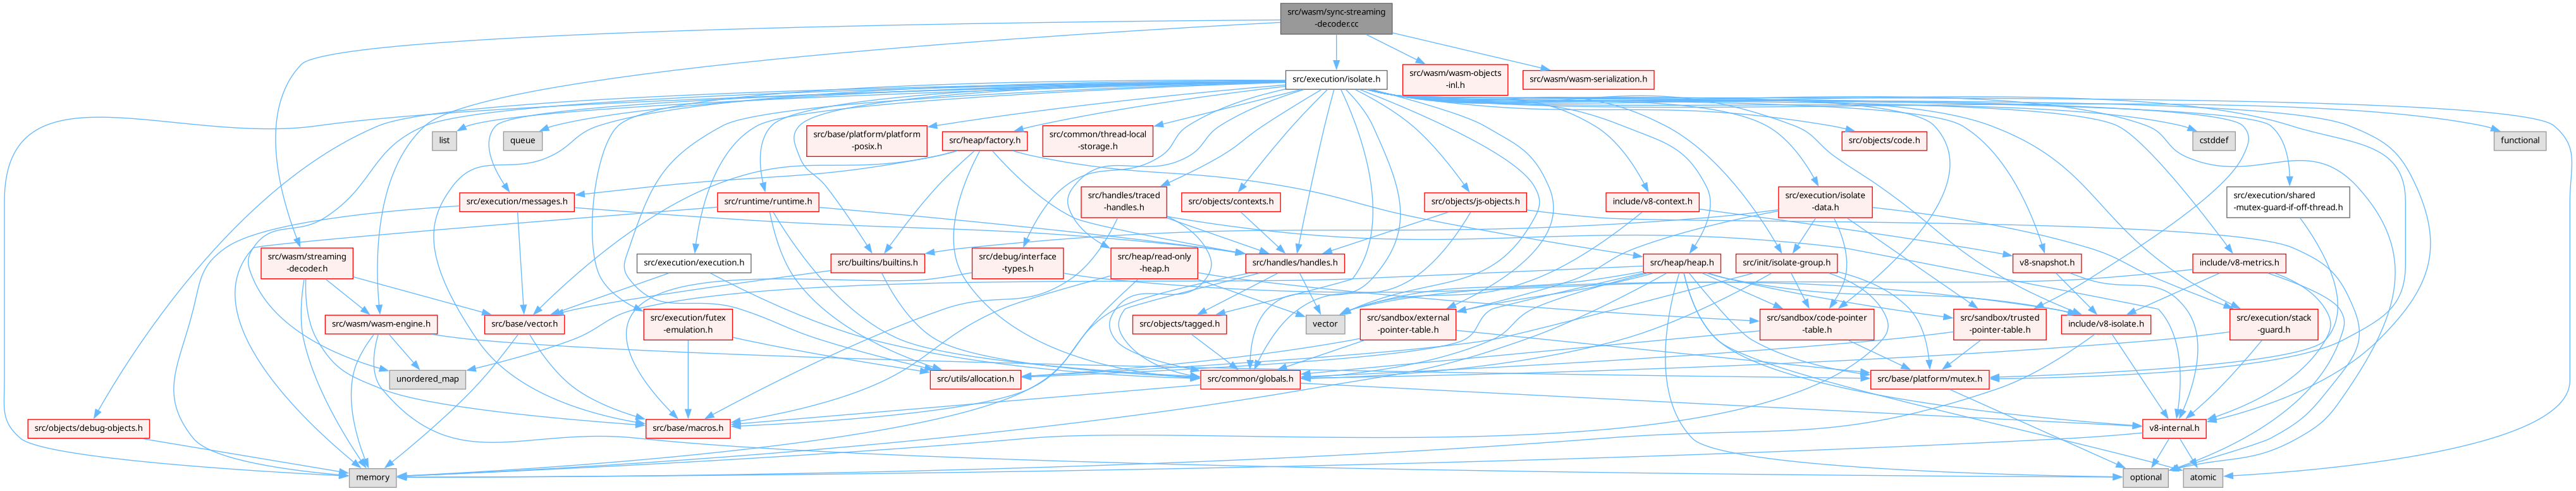 src/wasm/sync-streaming
-decoder.cc
src/execution/isolate.h
src/wasm/wasm-objects
-inl.h
src/wasm/wasm-serialization.h
list
queue
src/base/platform/platform
-posix.h
src/heap/factory.h
src/common/thread-local
-storage.h
src/objects/code.h
cstddef
functional
src/execution/messages.h
src/runtime/runtime.h
src/handles/traced
-handles.h
src/objects/contexts.h
src/objects/js-objects.h
include/v8-context.h
src/execution/isolate
-data.h
src/execution/shared
-mutex-guard-if-off-thread.h
src/wasm/streaming
-decoder.h
src/execution/execution.h
src/builtins/builtins.h
src/debug/interface
-types.h
src/heap/read-only
-heap.h
src/handles/handles.h
src/heap/heap.h
src/init/isolate-group.h
v8-snapshot.h
include/v8-metrics.h
src/wasm/wasm-engine.h
src/base/vector.h
src/execution/futex
-emulation.h
src/objects/tagged.h
vector
src/sandbox/external
-pointer-table.h
src/sandbox/code-pointer
-table.h
src/sandbox/trusted
-pointer-table.h
include/v8-isolate.h
src/execution/stack
-guard.h
unordered_map
src/utils/allocation.h
src/common/globals.h
src/base/platform/mutex.h
src/objects/debug-objects.h
src/base/macros.h
v8-internal.h
memory
optional
atomic